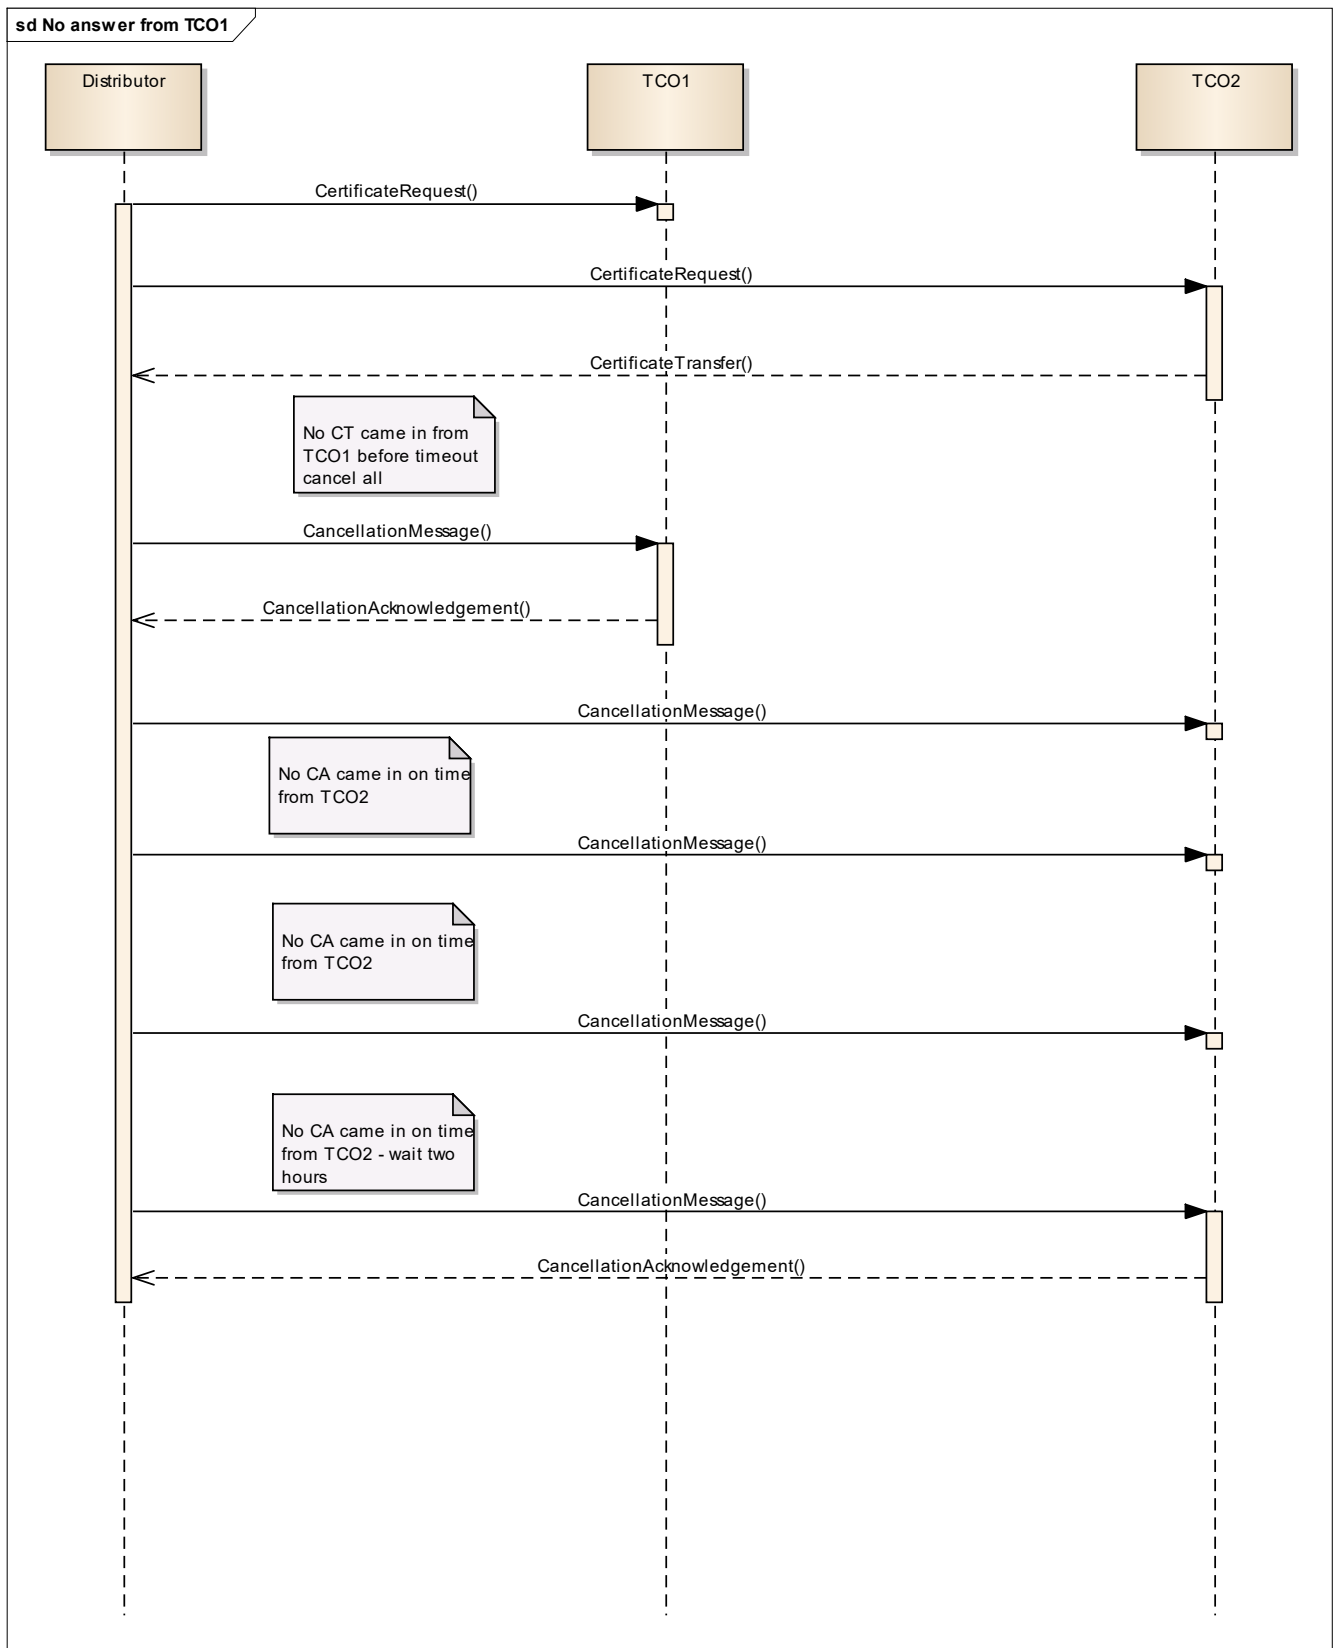 sd No answer from TCO1
Distributor
TCO1
TCO2
CertificateRequest()
CertificateRequest()
CertificateTransfer()
No CT came in from
TCO1 before timeout
cancel all
CancellationMessage()
CancellationAcknowledgement()
CancellationMessage()
No CA came in on time
from TCO2
CancellationMessage()
No CA came in on time
from TCO2
CancellationMessage()
No CA came in on time
from TCO2 - wait two
hours
CancellationMessage()
CancellationAcknowledgement()